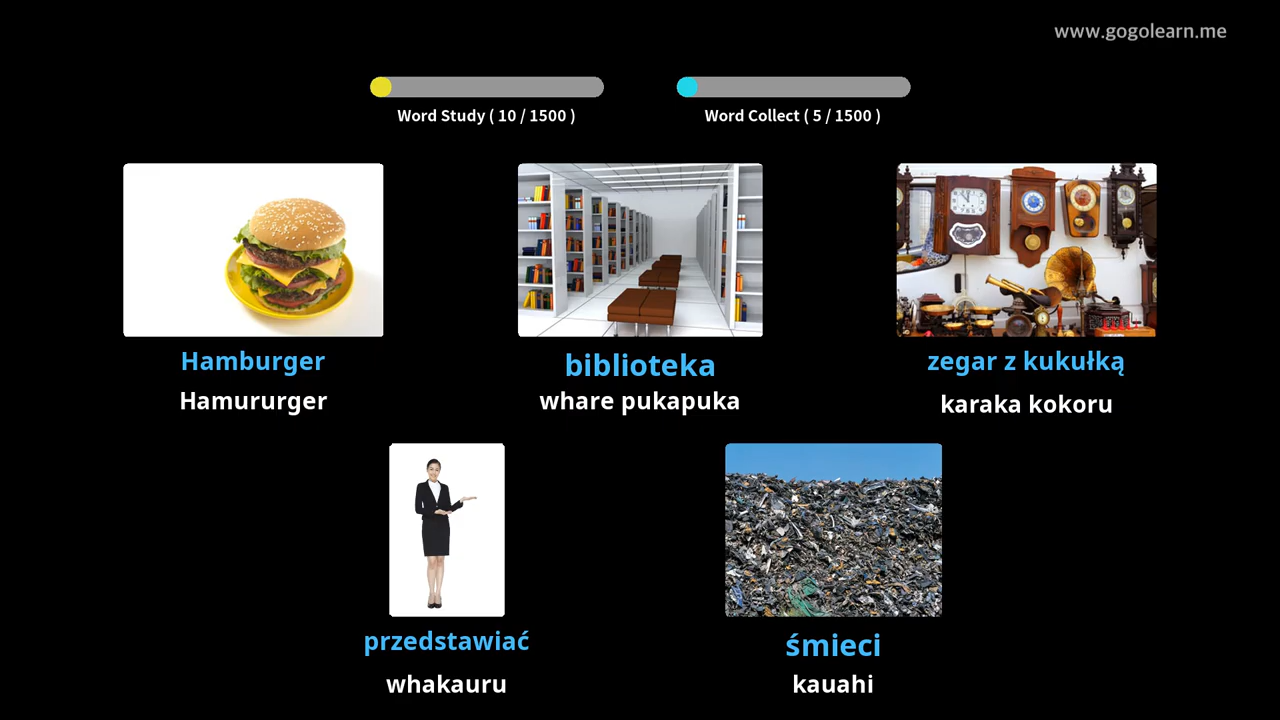 www.gogolearn.me
Word Study ( 10 / 1500 )
Word Collect ( 5 / 1500 )
Hamburger
Hamururger
biblioteka
whare pukapuka
zegar z kukułką
karaka kokoru
przedstawiać
whakauru
śmieci
kauahi